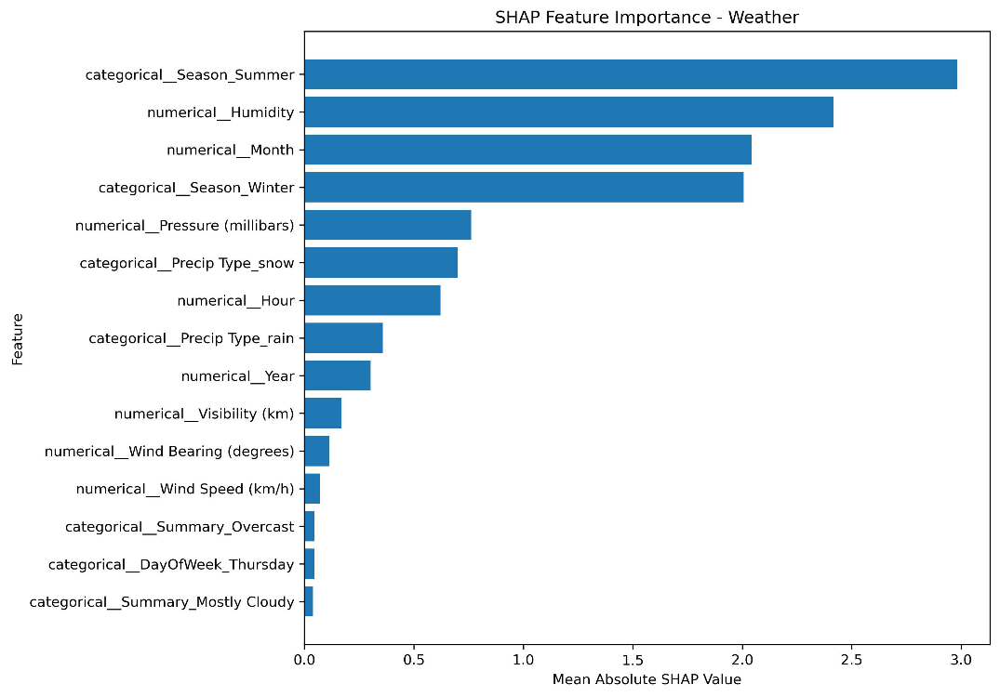 SHAP Feature Importance - Weather
categorical__Season_Summer
numerical__Humidity
numerical__Month
categorical__Season_Winter
numerical__Pressure (millibars)
categorical__Precip Type_snow
numerical__Hour
categorical__Precip Type_rain
numerical__Year
numerical__Visibility (km)
numerical__Wind Bearing (degrees)
numerical__Wind Speed (km/h)
categorical__Summary_Overcast
categorical__DayOfWeek_Thursday
categorical__Summary_Mostly Cloudy
Feature
0.0 0.5 1.0 1.5 2.0 2.5 3.0
Mean Absolute SHAP Value